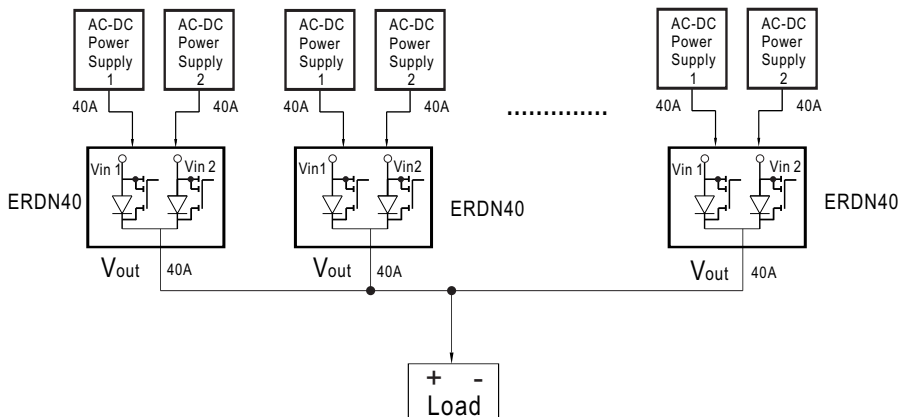 AC-DC
Power
Supply
1
AC-DC
Power
Supply
2
AC-DC
Power
Supply
1
AC-DC
Power
Supply
2
AC-DC
Power
Supply
1
AC-DC
Power
Supply
2
40A 40A 40A 40A 40A 40A
Vin 1 Vin 2 Vin1 Vin2 Vin 1 Vin 2
ERDN40 ERDN40 ERDN40
Vout 40A Vout 40A Vout 40A
+ -
Load